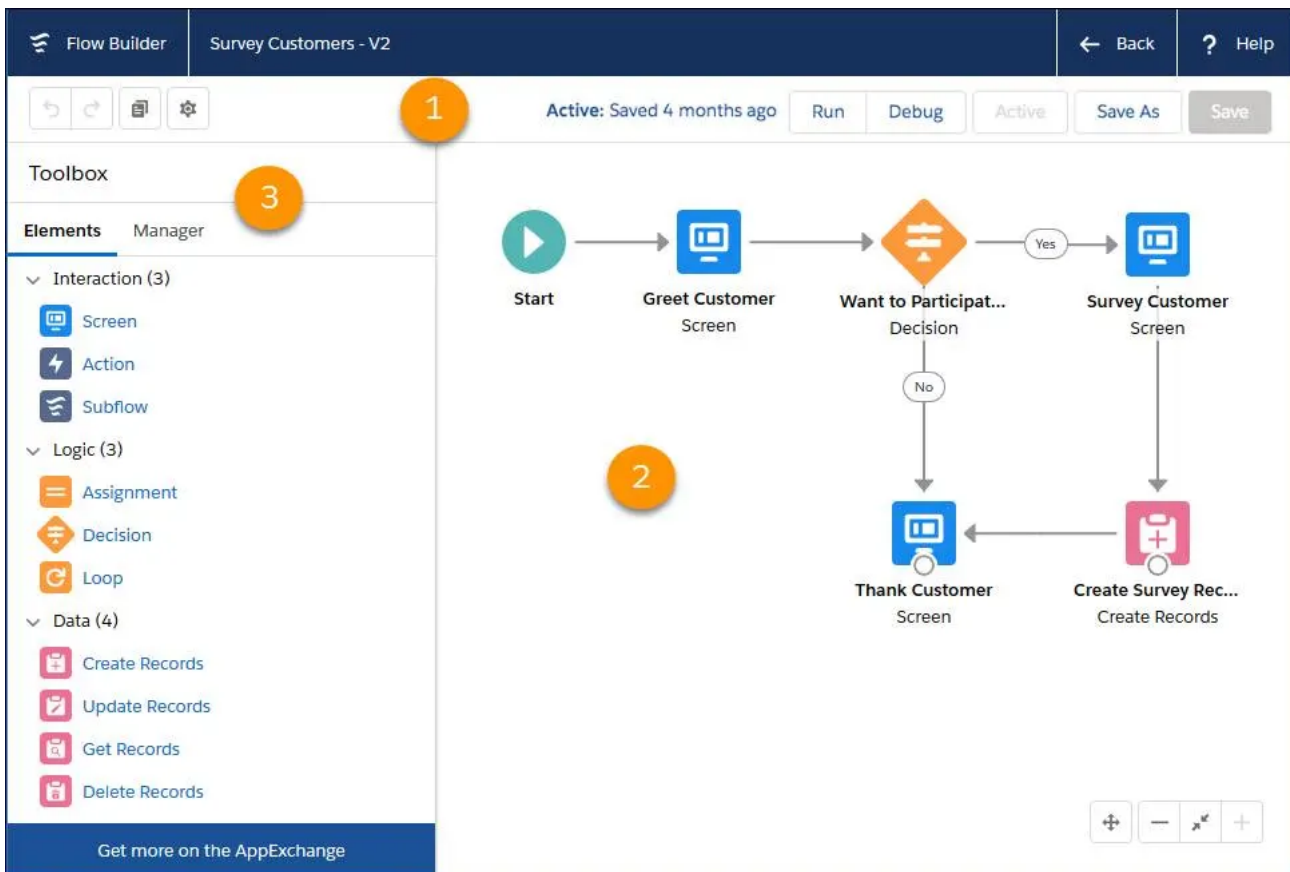 Flow Builder
Survey Customers - V2
Back
? Help
1
Active: Saved 4 months ago
Run
Debug
Active
Save As
Save
Toolbox
3
Elements
Manager
Interaction (3)
Screen
Action
Subflow
Logic (3)
Assignment
Decision
Loop
Data (4)
Create Records
Update Records
Get Records
Delete Records
Get more on the AppExchange
Start
Greet Customer
Screen
Want to Participat...
Decision
Yes
Survey Customer
Screen
No
2
Thank Customer
Screen
Create Survey Rec...
Create Records